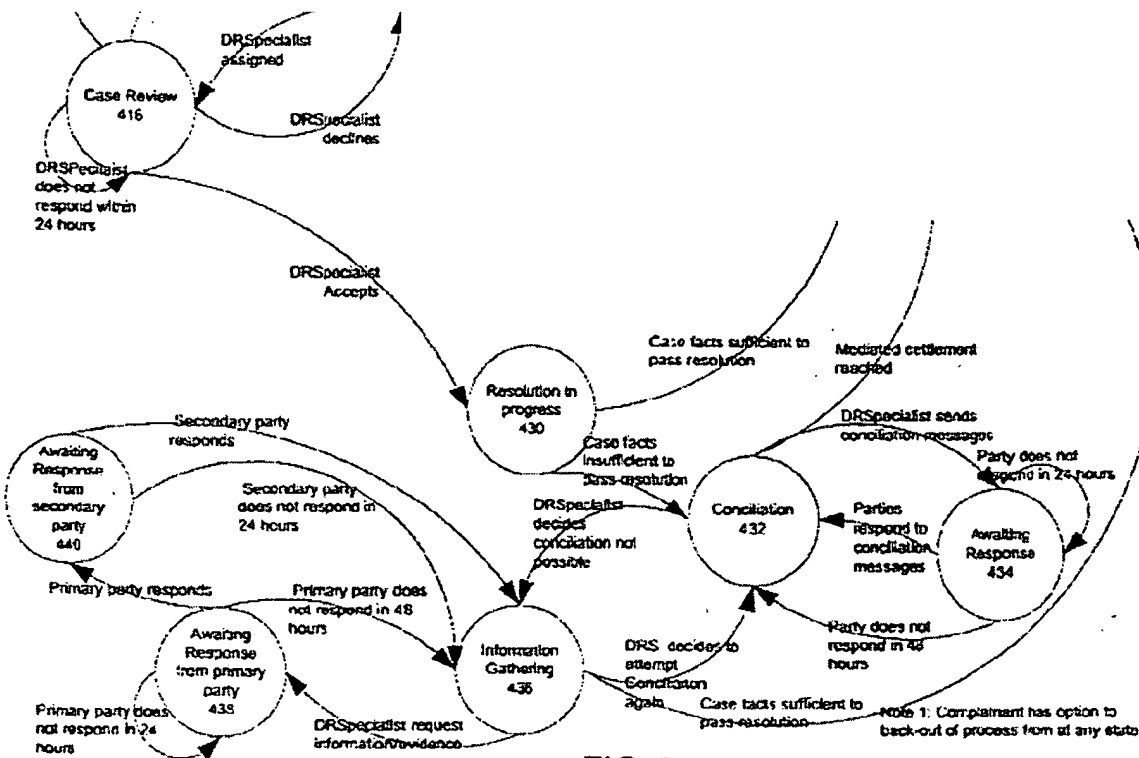 DRSpecialist
assigned
Case Review
416
DRSpecialist
declines
DRSPecilaist
does not
respond within
24 hours
DRSpecialist
Accepts
Case facts sufficient to
pass resolution
Mediated settlement
reached
Resolution in
progress
430
Secondary party
responds
DRSpecialist sends
conciliation messages
Case facts
insufficient to
pass-resolution
Party does not
respond in 24 hours
Awaiting
Response
from
secondary
party
440
Secondary party
does not respond in
24 hours
DRSpecialist
decides
conciliation not
possible
Conciliation
432
Parties
respond to
conciliation
messages
Awaiting
Response
434
Primary party responds
Primary party does
not respond in 48
hours
Awaiting
Response
from primary
party
438
Information
Gathering
436
DRS decides to
attempt
Conciliation
again
Party does not
respond in 48
hours
Primary party does
not respond in 24
hours
DRSpecialist request
information/evidence
Case facts sufficient to
pass-resolution
Note 1: Complainant has option to
back-out of process from at any state